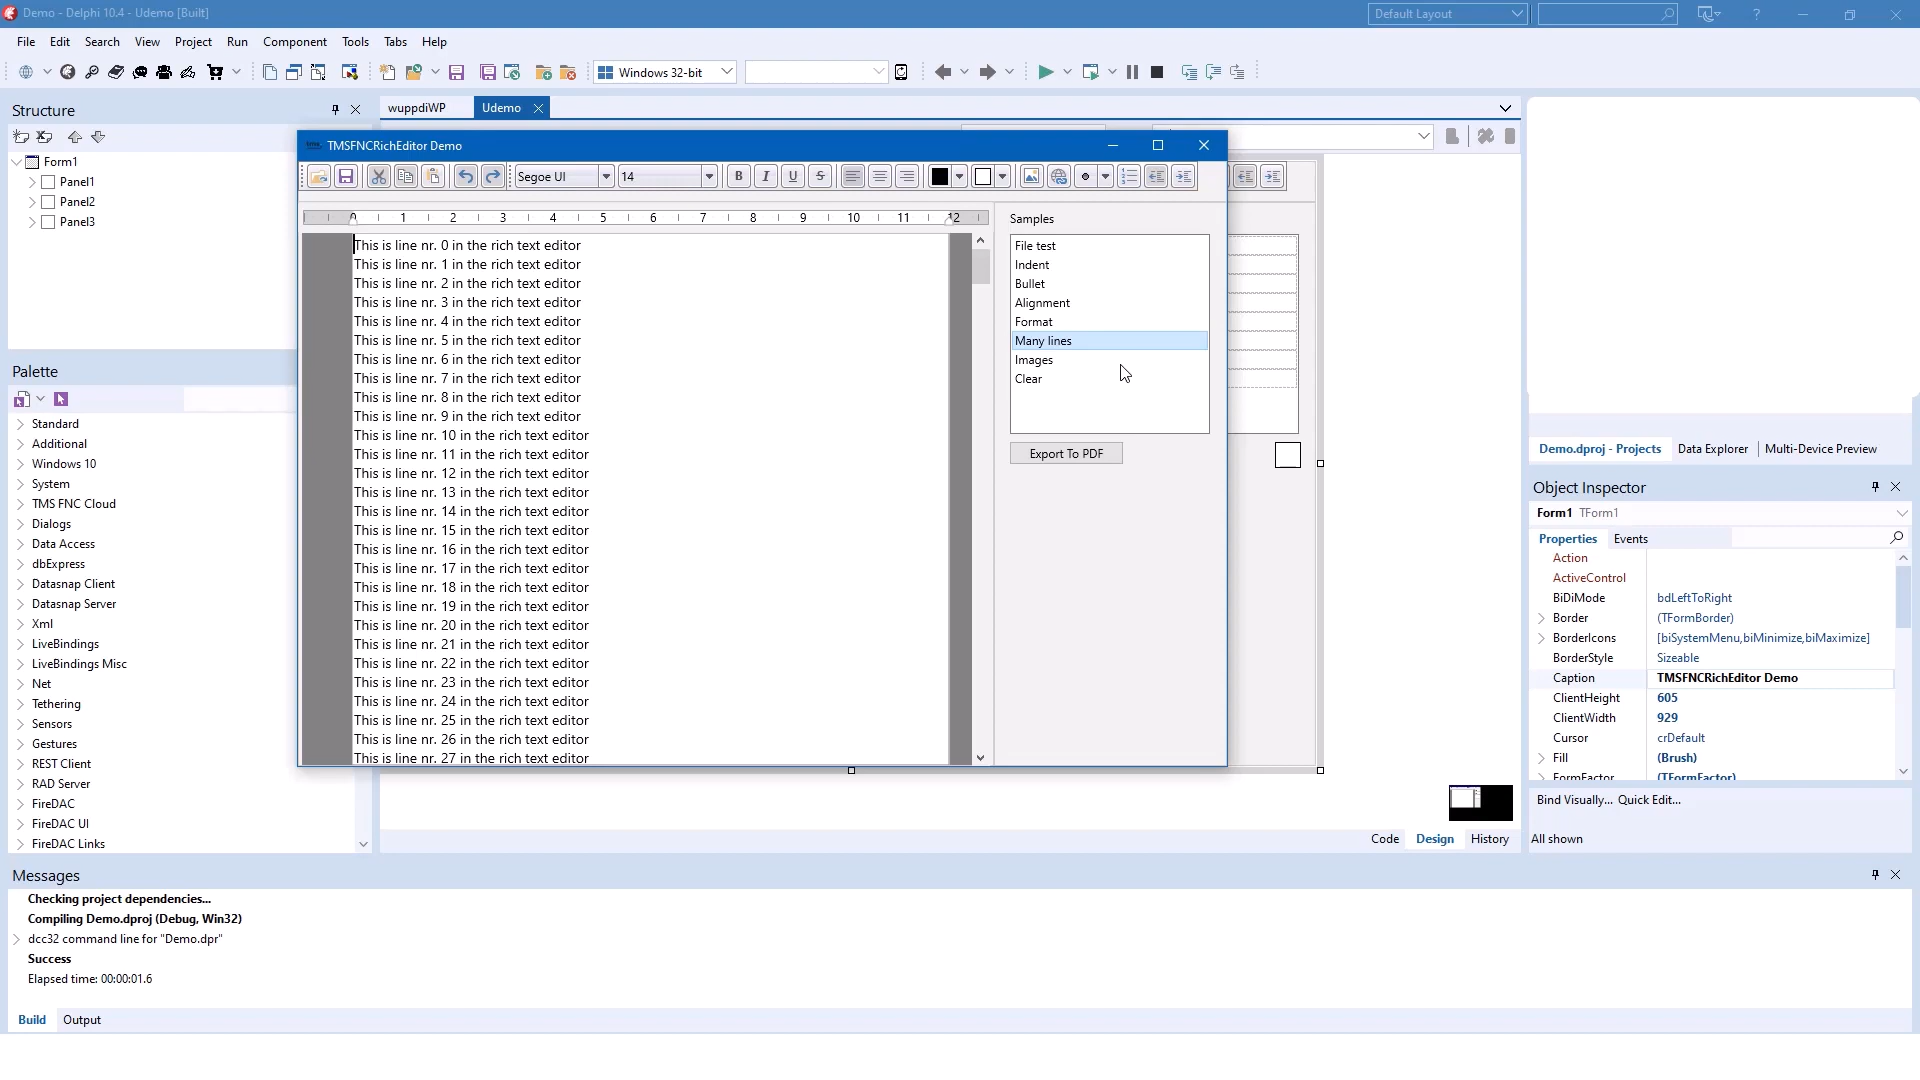 Demo - Delphi 10.4 - Udemo [Built]
Default Layout
File Edit Search View Project Run Component Tools Tabs Help
Windows 32-bit
Structure
Form1
Panel1
Panel2
Panel3
Palette
Standard
Additional
Windows 10
System
TMS FNC Cloud
Dialogs
Data Access
dbExpress
Datasnap Client
Datasnap Server
Xml
LiveBindings
LiveBindings Misc
Net
Tethering
Sensors
Gestures
REST Client
RAD Server
FireDAC
FireDAC UI
FireDAC Links
wuppdiWP Udemo
TMSFNCRichEditor Demo
Segoe UI 14 B I U S
0 1 2 3 4 5 6 7 8 9 10 11 12
This is line nr. 0 in the rich text editor
This is line nr. 1 in the rich text editor
This is line nr. 2 in the rich text editor
This is line nr. 3 in the rich text editor
This is line nr. 4 in the rich text editor
This is line nr. 5 in the rich text editor
This is line nr. 6 in the rich text editor
This is line nr. 7 in the rich text editor
This is line nr. 8 in the rich text editor
This is line nr. 9 in the rich text editor
This is line nr. 10 in the rich text editor
This is line nr. 11 in the rich text editor
This is line nr. 12 in the rich text editor
This is line nr. 13 in the rich text editor
This is line nr. 14 in the rich text editor
This is line nr. 15 in the rich text editor
This is line nr. 16 in the rich text editor
This is line nr. 17 in the rich text editor
This is line nr. 18 in the rich text editor
This is line nr. 19 in the rich text editor
This is line nr. 20 in the rich text editor
This is line nr. 21 in the rich text editor
This is line nr. 22 in the rich text editor
This is line nr. 23 in the rich text editor
This is line nr. 24 in the rich text editor
This is line nr. 25 in the rich text editor
This is line nr. 26 in the rich text editor
This is line nr. 27 in the rich text editor
Samples
File test
Indent
Bullet
Alignment
Format
Many lines
Images
Clear
Export To PDF
Code Design History
Demo.dproj - Projects Data Explorer Multi-Device Preview
Object Inspector
Form1 TForm1
Properties Events
Action
ActiveControl
BiDiMode bdLeftToRight
Border (TFormBorder)
BorderIcons [biSystemMenu,biMinimize,biMaximize]
BorderStyle Sizeable
Caption TMSFNCRichEditor Demo
ClientHeight 605
ClientWidth 929
Cursor crDefault
Fill (Brush)
FormFactor (TFormFactor)
Bind Visually... Quick Edit...
All shown
Messages
Checking project dependencies...
Compiling Demo.dproj (Debug, Win32)
dcc32 command line for "Demo.dpr"
Success
Elapsed time: 00:00:01.6
Build Output